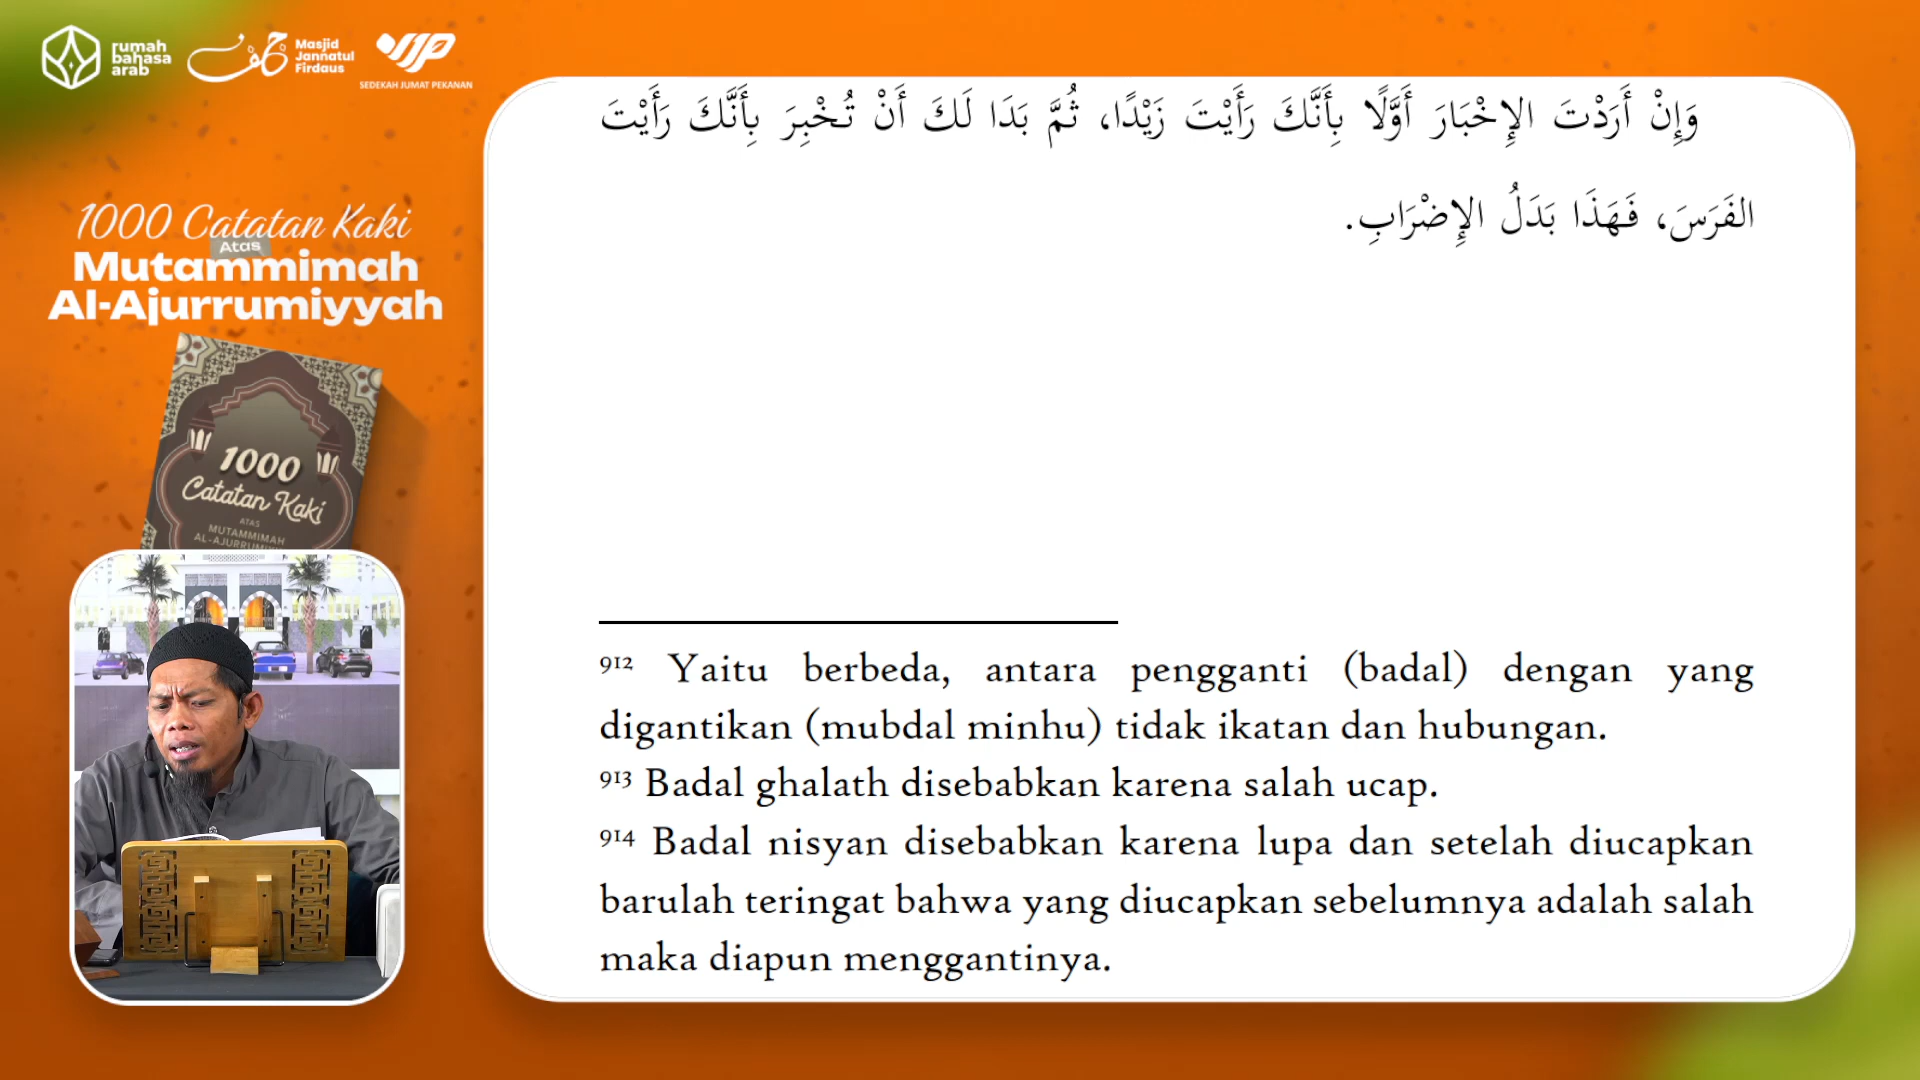 rumah
bahasa
arab
Masjid
Jannatul
Firdaus
VJP
SEDEKAH JUMAT PEKANAN
1000 Catatan Kaki
Atas
Mutammimah
Al-Ajurrumiyyah
1000
Catatan Kaki
ATAS
MUTAMMIMAH
وَإِنْ أَرَدْتَ الإِخْبَارَ أَوَّلًا بِأَنَّكَ رَأَيْتَ زَيْدًا، ثُمَّ بَدَا لَكَ أَنْ تُخْبِرَ بِأَنَّكَ رَأَيْتَ
الفَرَسَ، فَهَذَا بَدَلُ الإِضْرَابِ.
912 Yaitu berbeda, antara pengganti (badal) dengan yang
digantikan (mubdal minhu) tidak ikatan dan hubungan.
913 Badal ghalath disebabkan karena salah ucap.
914 Badal nisyan disebabkan karena lupa dan setelah diucapkan
barulah teringat bahwa yang diucapkan sebelumnya adalah salah
maka diapun menggantinya.